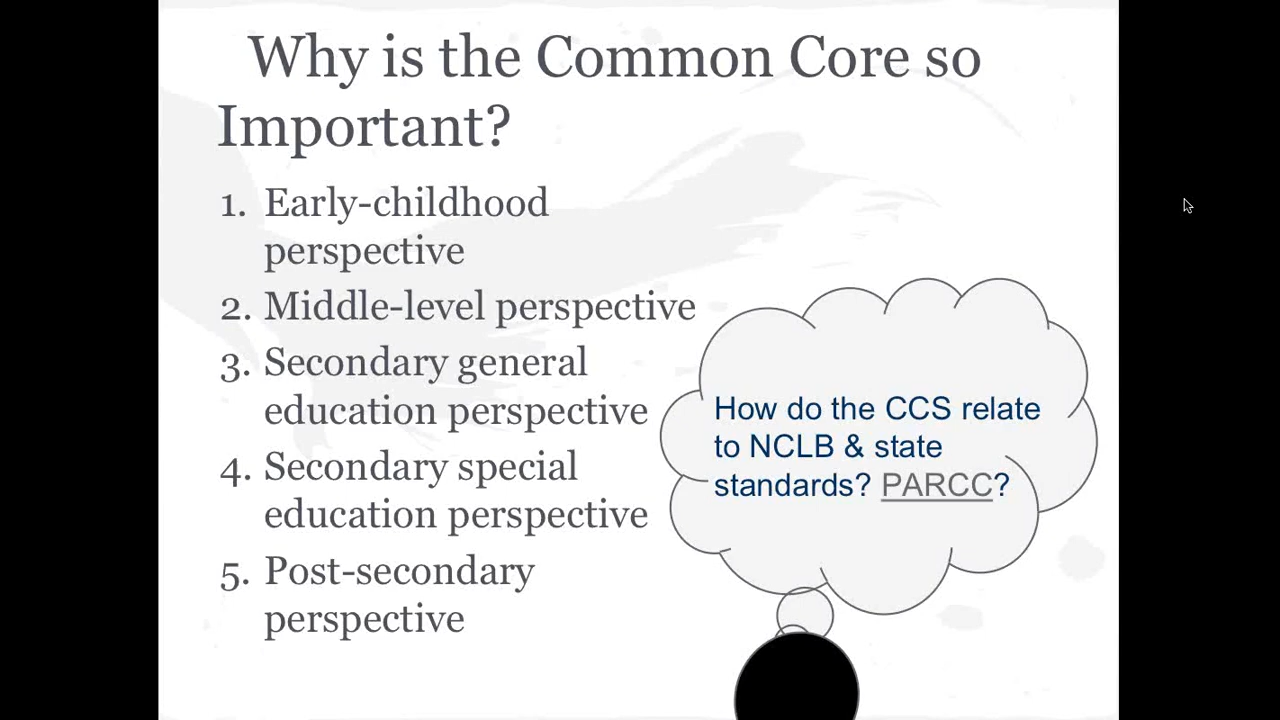 Why is the Common Core so
Important?
1. Early-childhood
perspective
2. Middle-level perspective
3. Secondary general
education perspective
4. Secondary special
education perspective
5. Post-secondary
perspective
How do the CCS relate
to NCLB & state
standards? PARCC?